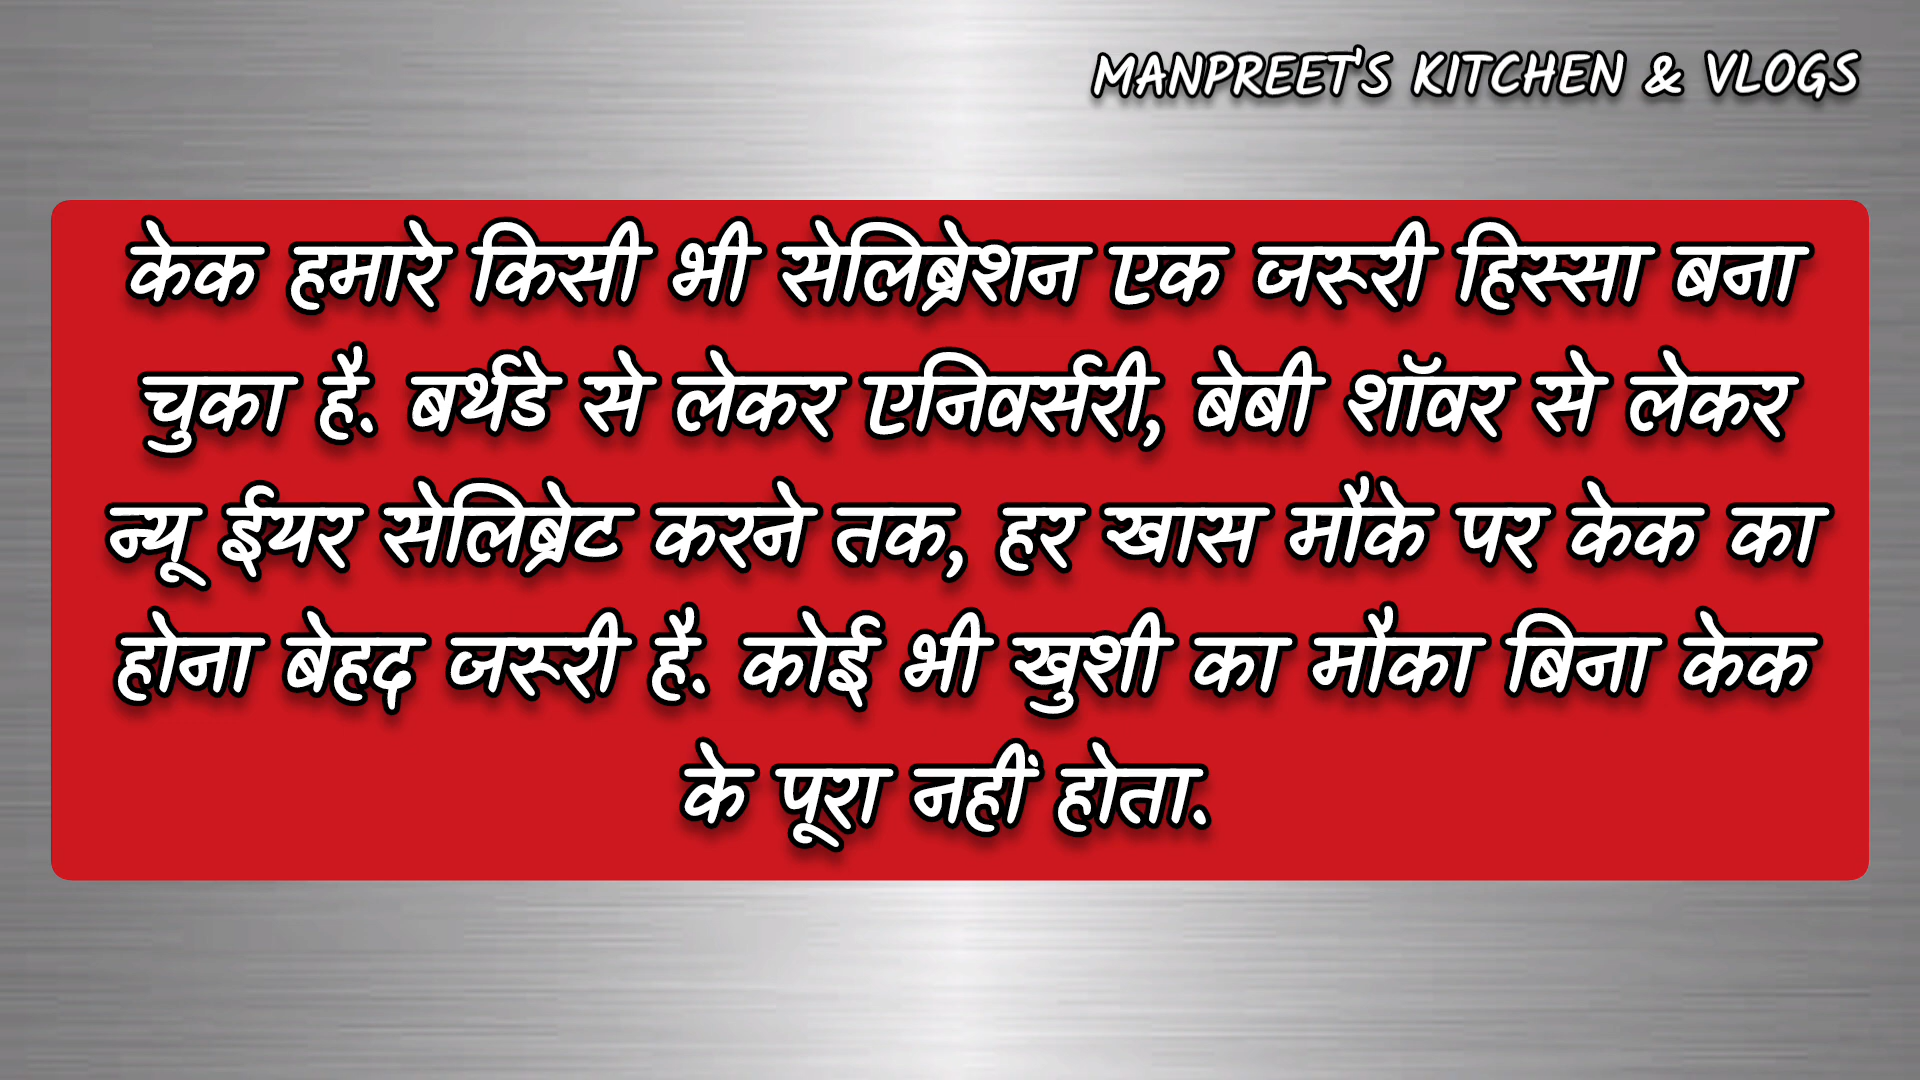 MANPREET'S KITCHEN & VLOGS
केक हमारे किसी भी सेलिब्रेशन एक जरूरी हिस्सा बना
चुका है. बर्थडे से लेकर एनिवर्सरी, बेबी शॉवर से लेकर
न्यू ईयर सेलिब्रेट करने तक, हर खास मौके पर केक का
होना बेहद जरूरी है. कोई भी खुशी का मौका बिना केक
के पूरा नहीं होता.